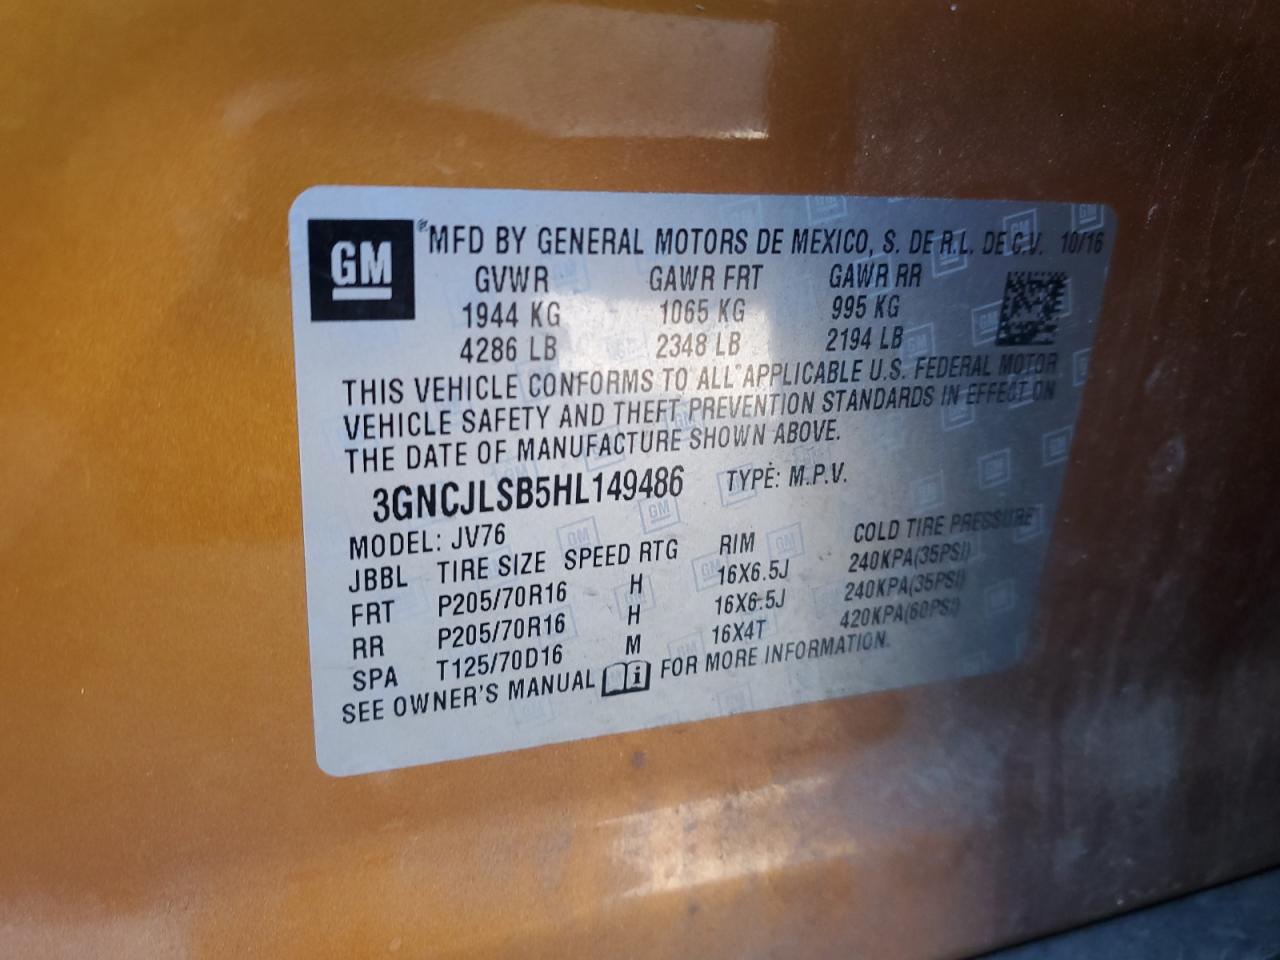 GM
®MFD BY GENERAL MOTORS DE MEXICO, S. DE R.L. DE C.V. 10/16
GVWR GAWR FRT GAWR RR
1944 KG 1065 KG 995 KG
4286 LB 2348 LB 2194 LB
THIS VEHICLE CONFORMS TO ALL APPLICABLE U.S. FEDERAL MOTOR
VEHICLE SAFETY AND THEFT PREVENTION STANDARDS IN EFFECT ON
THE DATE OF MANUFACTURE SHOWN ABOVE.
3GNCJLSB5HL149486 TYPE: M.P.V.
MODEL: JV76
JBBL TIRE SIZE SPEED RTG RIM COLD TIRE PRESSURE
FRT P205/70R16 H 16X6.5J 240KPA(35PSI)
RR P205/70R16 H 16X6.5J 240KPA(35PSI)
SPA T125/70D16 M 16X4T 420KPA(60PSI)
SEE OWNER'S MANUAL i FOR MORE INFORMATION.